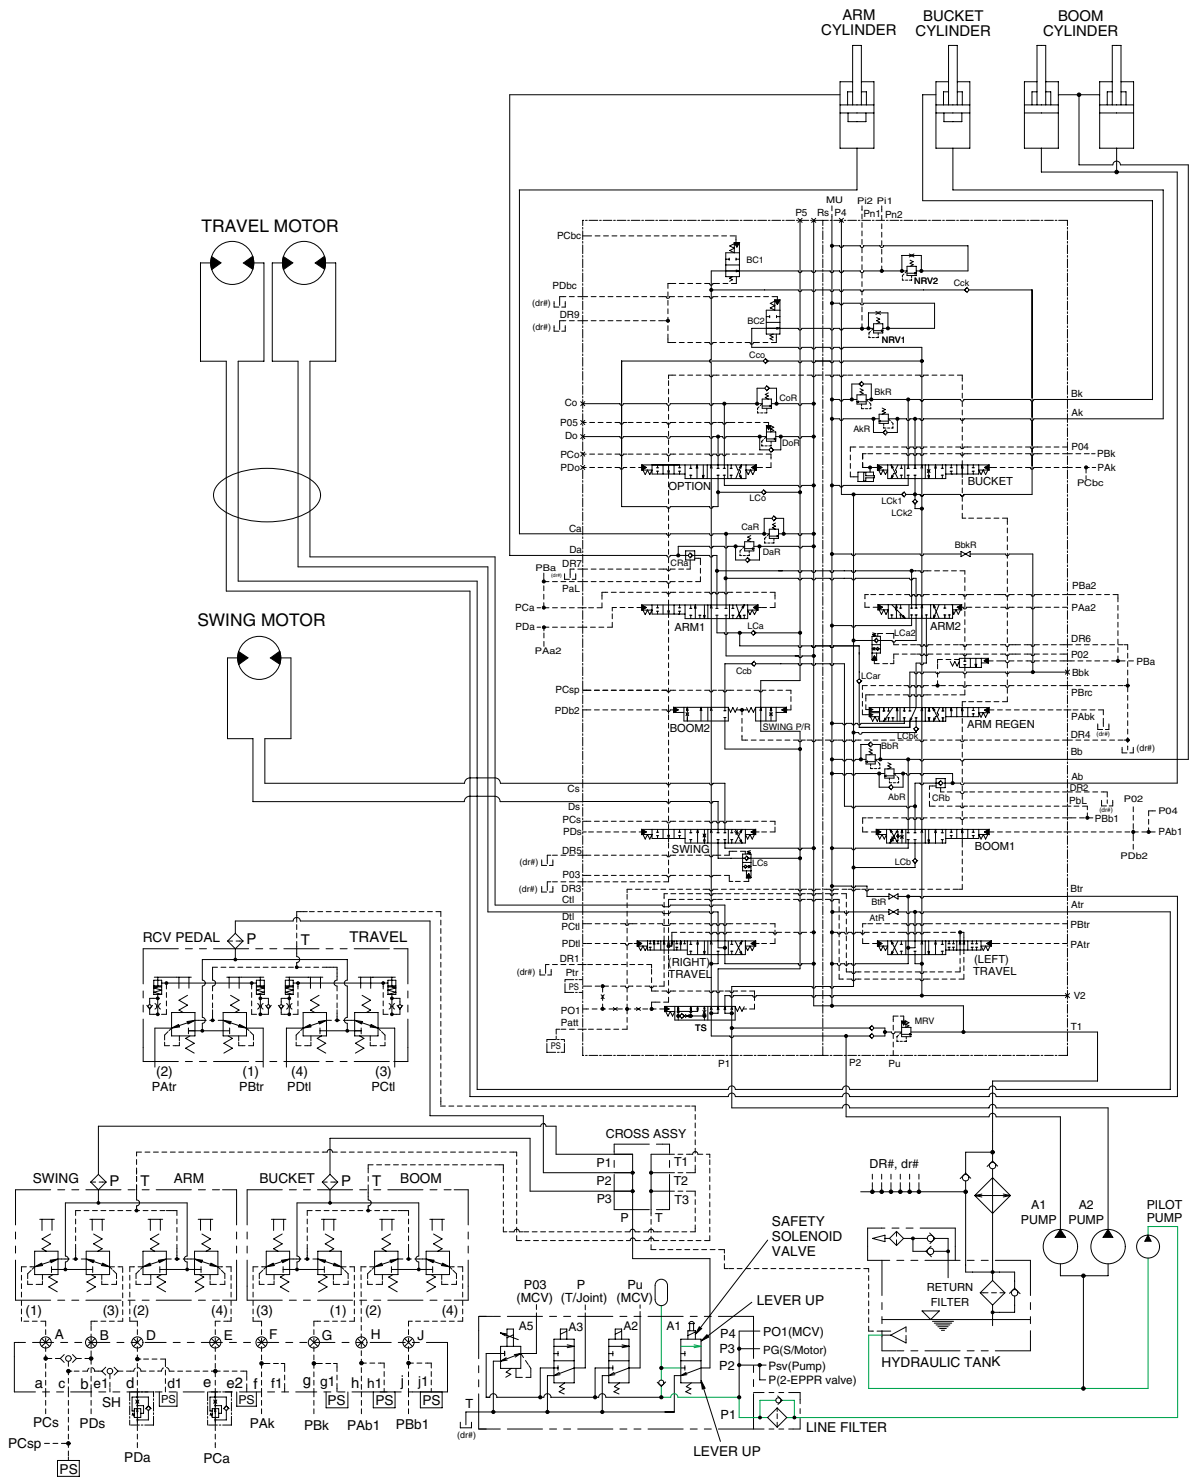 ARM
CYLINDER
BUCKET
CYLINDER
BOOM
CYLINDER
TRAVEL MOTOR
SWING MOTOR
P5
Rs
MU
P4
Pi2
Pi1
Pn1
Pn2
PCbc
BC1
NRV2
Cck
PDbc
(dr#)
DR9
(dr#)
BC2
NRV1
Cco
CoR
BkR
Bk
Co
AkR
Ak
P05
Do
DoR
P04
PCo
PBk
PDo
PAk
OPTION
BUCKET
PCbc
LCo
LCk1
LCk2
Ca
CaR
Da
DaR
CRa
BbkR
DR7
PBa
(dr#)
PaL
PBa2
PCa
PAa2
ARM1
ARM2
PDa
LCa
LCa2
PAa2
DR6
P02
PBa
Ccb
LCar
Bbk
PCsp
PBrc
PDb2
PAbk
BOOM2
SWING P/R
ARM REGEN
LCbk
DR4
(dr#)
(dr#)
BbR
Bb
AbR
CRb
Ab
Cs
DR2
PbL
(dr#)
P02
Ds
P04
PCs
PBb1
PDs
PAb1
SWING
BOOM1
DR5
(dr#)
LCs
LCb
PDb2
P03
(dr#)
DR3
Btr
Ctl
BtR
Atr
Dtl
AtR
PCtl
PBtr
PDtl
PAtr
(RIGHT)
TRAVEL
(LEFT)
TRAVEL
DR1
(dr#)
Ptr
PS
V2
PO1
Patt
TS
MRV
T1
PS
P1
P2
Pu
RCV PEDAL
P
T
TRAVEL
(2)
(1)
(4)
(3)
PAtr
PBtr
PDtl
PCtl
CROSS ASSY
P1
T1
P2
T2
P3
T3
P
T
SWING
P
T
ARM
BUCKET
P
T
BOOM
DR#, dr#
A1
PUMP
A2
PUMP
PILOT
PUMP
SAFETY
SOLENOID
VALVE
RETURN
FILTER
HYDRAULIC TANK
(1)
(3)
(2)
(4)
(3)
(1)
(2)
(4)
P03
(MCV)
P
(T/Joint)
Pu
(MCV)
LEVER UP
A5
A3
A2
A1
A
B
D
E
F
G
H
J
P4
PO1(MCV)
P3
PG(S/Motor)
P2
Psv(Pump)
P(2-EPPR valve)
a
c
b
e1
d
d1
PS
e
e2
PS
f
f1
g
g1
PS
h
h1
PS
j
j1
PS
SH
PCs
PDs
PAk
PBk
PAb1
PBb1
T
(dr#)
P1
LINE FILTER
LEVER UP
PCsp
PS
PDa
PCa